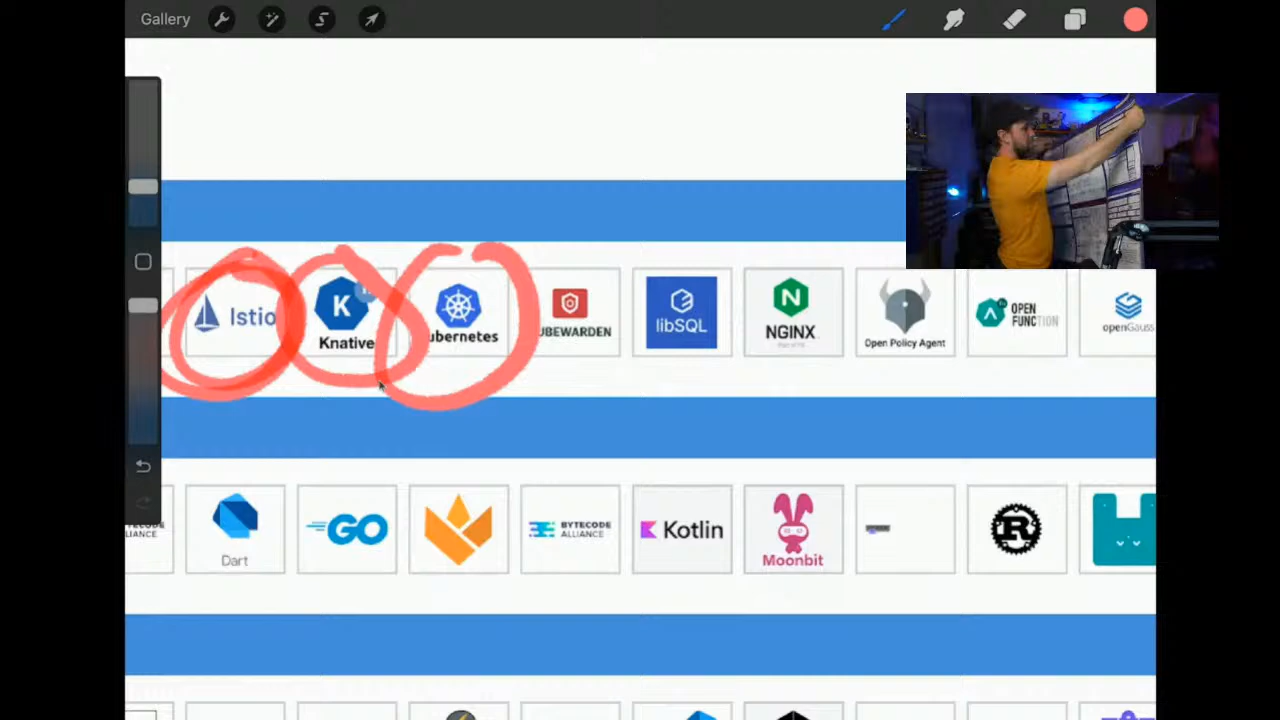 Gallery
Istio
K
Knative
ubernetes
UBEWARDEN
libSQL
N
NGINX
Open Policy Agent
OPEN
FUNCTION
openGauss
LIANCE
Dart
GO
BYTECODE
ALLIANCE
Kotlin
Moonbit
R